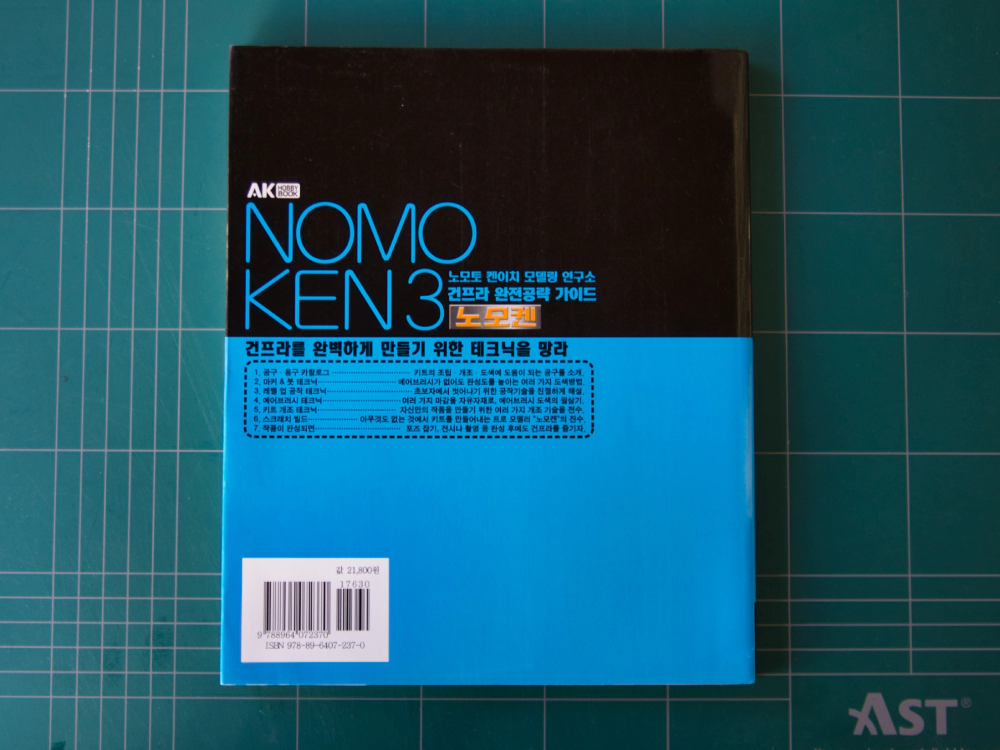 AK HOBBY BOOK
NOMO
KEN 3
노모토 켄이치 모델링 연구소
건프라 완전공략 가이드
노모켄
건프라를 완벽하게 만들기 위한 테크닉을 망라
1. 공구 · 용구 카탈로그 ········ 키트의 조립 · 개조 · 도색에 도움이 되는 공구를 소개.
2. 마커 & 붓 테크닉 ········ 에어브러시가 없어도 완성도를 높이는 여러 가지 도색방법.
3. 레벨 업 공작 테크닉 ········ 초보자에서 벗어나기 위한 공작기술을 친절하게 해설.
4. 에어브러시 테크닉 ········ 여러 가지 마감을 자유자재로, 에어브러시 도색의 필살기.
5. 키트 개조 테크닉 ········ 자신만의 작품을 만들기 위한 여러 가지 개조 기술을 전수.
6. 스크래치 빌드 ········ 아무것도 없는 것에서 키트를 만들어내는 프로 모델러 "노모켄"의 진수.
7. 작품이 완성되면 ········ 포즈 잡기, 전시나 촬영 등 완성 후에도 건프라를 즐기자.
값 21,800원
17630
9 788964 072370
ISBN 978-89-6407-237-0
AST®